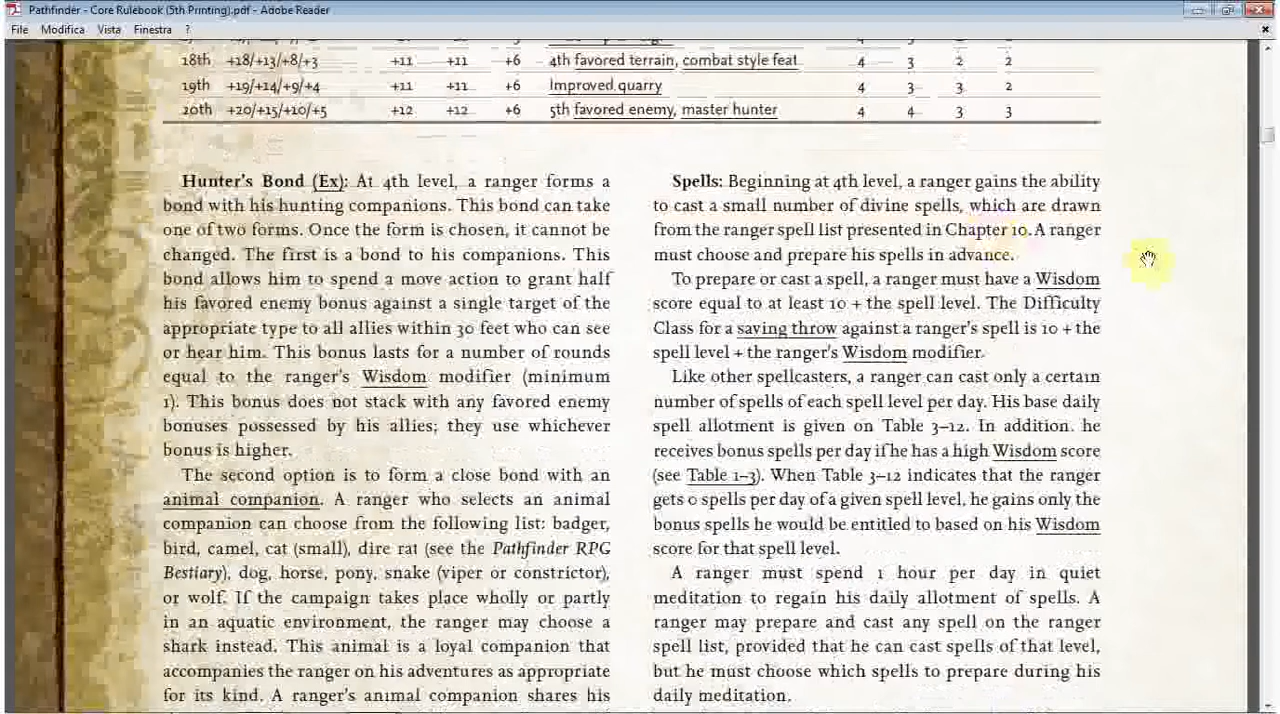 Pathfinder - Core Rulebook (5th Printing).pdf - Adobe Reader
File Modifica Vista Finestra ?
18th +18/+13/+8/+3 +11 +11 +6 4th favored terrain, combat style feat 4 3 2 2
19th +19/+14/+9/+4 +11 +11 +6 Improved quarry 4 3 3 2
20th +20/+15/+10/+5 +12 +12 +6 5th favored enemy, master hunter 4 4 3 3
Hunter's Bond (Ex): At 4th level, a ranger forms a
bond with his hunting companions. This bond can take
one of two forms. Once the form is chosen, it cannot be
changed. The first is a bond to his companions. This
bond allows him to spend a move action to grant half
his favored enemy bonus against a single target of the
appropriate type to all allies within 30 feet who can see
or hear him. This bonus lasts for a number of rounds
equal to the ranger's Wisdom modifier (minimum
1). This bonus does not stack with any favored enemy
bonuses possessed by his allies; they use whichever
bonus is higher.
The second option is to form a close bond with an
animal companion. A ranger who selects an animal
companion can choose from the following list: badger,
bird, camel, cat (small), dire rat (see the Pathfinder RPG
Bestiary), dog, horse, pony, snake (viper or constrictor),
or wolf. If the campaign takes place wholly or partly
in an aquatic environment, the ranger may choose a
shark instead. This animal is a loyal companion that
accompanies the ranger on his adventures as appropriate
for its kind. A ranger's animal companion shares his
Spells: Beginning at 4th level, a ranger gains the ability
to cast a small number of divine spells, which are drawn
from the ranger spell list presented in Chapter 10. A ranger
must choose and prepare his spells in advance.
To prepare or cast a spell, a ranger must have a Wisdom
score equal to at least 10 + the spell level. The Difficulty
Class for a saving throw against a ranger's spell is 10 + the
spell level + the ranger's Wisdom modifier.
Like other spellcasters, a ranger can cast only a certain
number of spells of each spell level per day. His base daily
spell allotment is given on Table 3–12. In addition, he
receives bonus spells per day if he has a high Wisdom score
(see Table 1–3). When Table 3–12 indicates that the ranger
gets 0 spells per day of a given spell level, he gains only the
bonus spells he would be entitled to based on his Wisdom
score for that spell level.
A ranger must spend 1 hour per day in quiet
meditation to regain his daily allotment of spells. A
ranger may prepare and cast any spell on the ranger
spell list, provided that he can cast spells of that level,
but he must choose which spells to prepare during his
daily meditation.